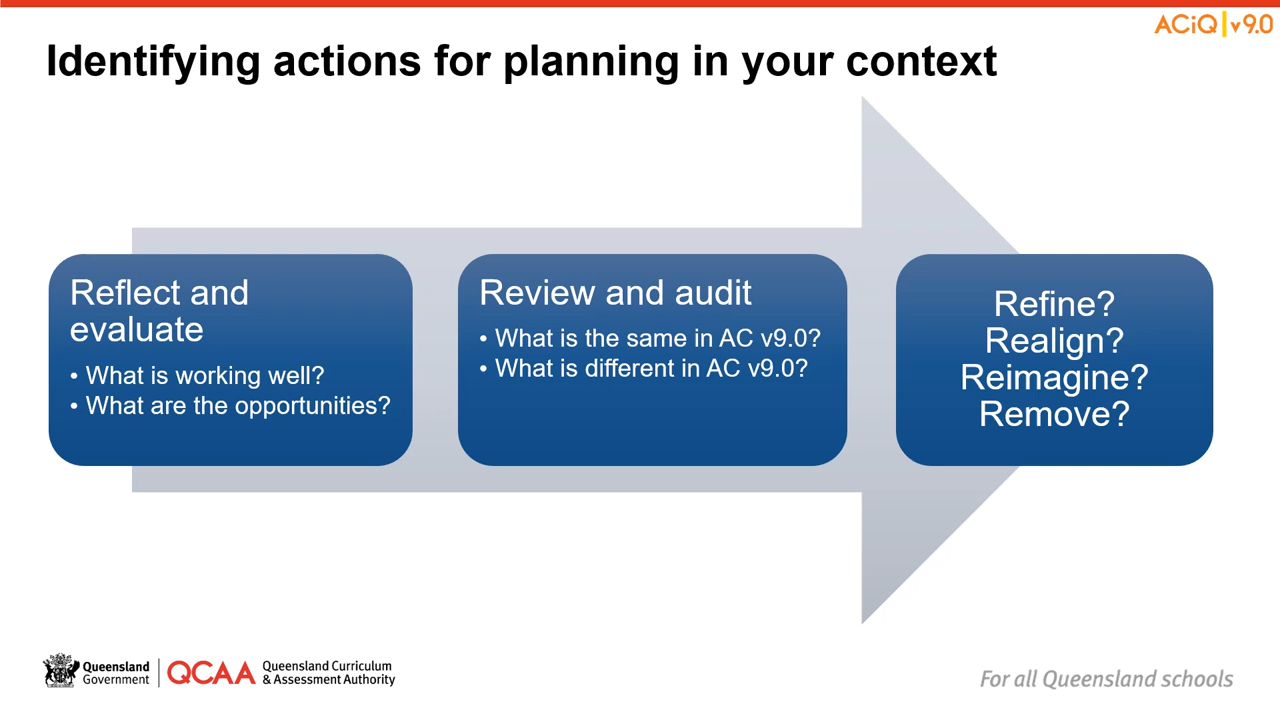 ACiQ|v9.0
Identifying actions for planning in your context
Reflect and
evaluate
• What is working well?
• What are the opportunities?
Review and audit
• What is the same in AC v9.0?
• What is different in AC v9.0?
Refine?
Realign?
Reimagine?
Remove?
Queensland
Government
QCAA
Queensland Curriculum
& Assessment Authority
For all Queensland schools